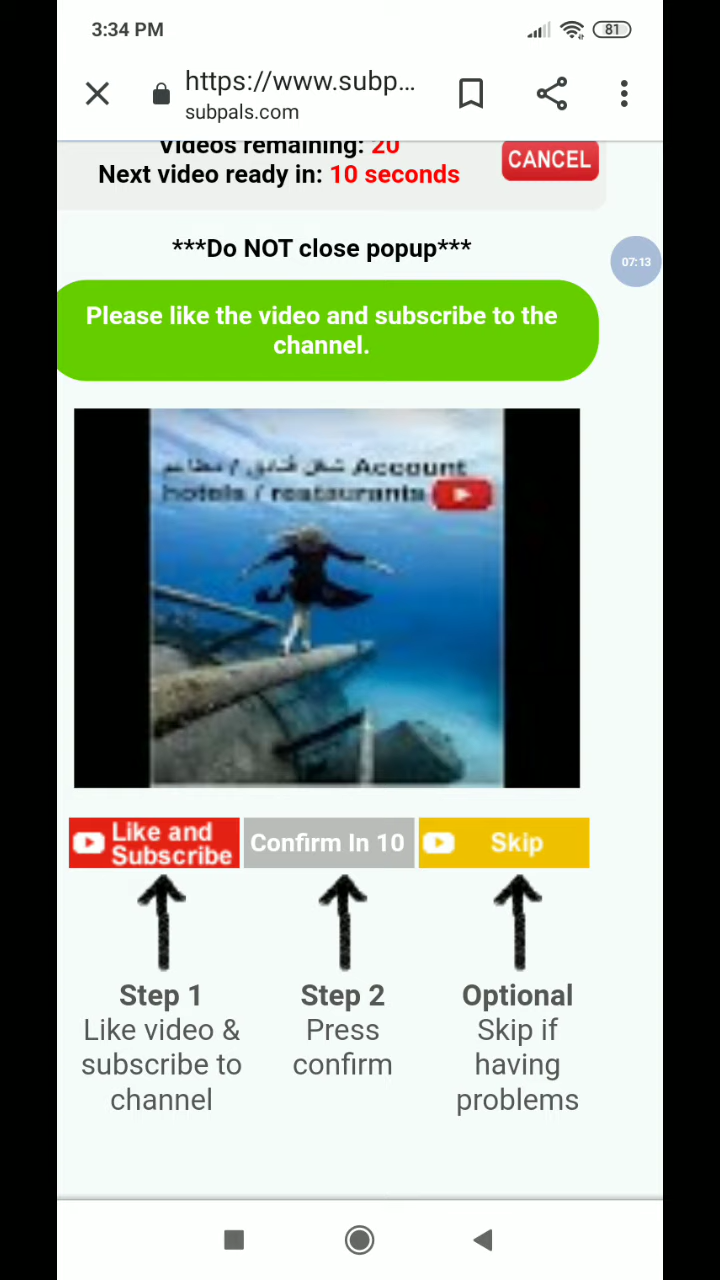 3:34 PM
81
https://www.subp...
subpals.com
Videos remaining: 20
Next video ready in: 10 seconds
CANCEL
***Do NOT close popup***
07:13
Please like the video and subscribe to the
channel.
شغل فنادق / مطاعم Account
hotels / restaurants
Like and
Subscribe
Confirm In 10
Skip
Step 1
Like video &
subscribe to
channel
Step 2
Press
confirm
Optional
Skip if
having
problems